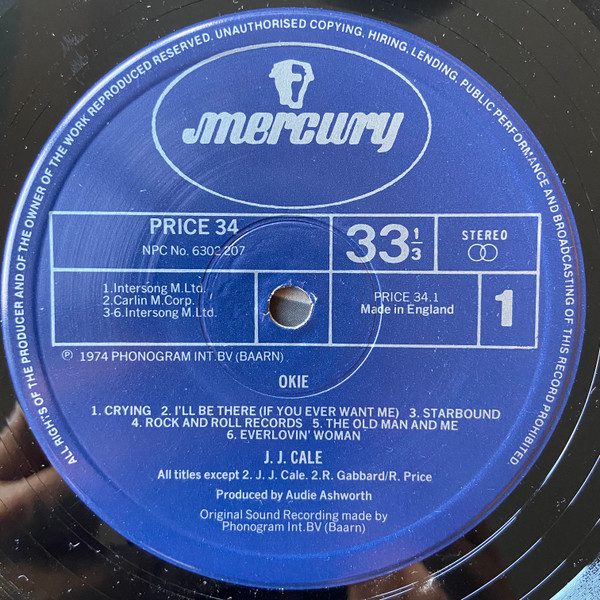 ALL RIGHTS OF THE PRODUCER AND OF THE OWNER OF THE WORK REPRODUCED RESERVED. UNAUTHORISED COPYING, HIRING, LENDING, PUBLIC PERFORMANCE AND BROADCASTING OF THIS RECORD PROHIBITED
mercury
PRICE 34
NPC No. 6302 207
33 1/3
STEREO
1.Intersong M.Ltd.
2.Carlin M.Corp.
3-6.Intersong M.Ltd.
PRICE 34.1
Made in England
1
Ⓟ 1974 PHONOGRAM INT.BV (BAARN)
OKIE
1. CRYING 2. I'LL BE THERE (IF YOU EVER WANT ME) 3. STARBOUND
4. ROCK AND ROLL RECORDS 5. THE OLD MAN AND ME
6. EVERLOVIN' WOMAN
J. J. CALE
All titles except 2. J. J. Cale. 2.R. Gabbard/R. Price
Produced by Audie Ashworth
Original Sound Recording made by
Phonogram Int.BV (Baarn)